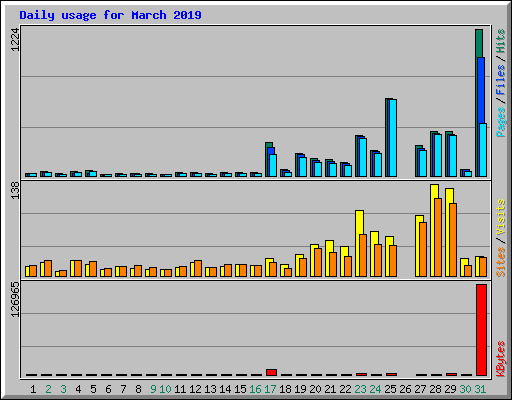 Daily usage for March 2019
1224
Pages/Files/Hits
138
Sites/Visits
126965
KBytes
1 2 3 4 5 6 7 8 9 10 11 12 13 14 15 16 17 18 19 20 21 22 23 24 25 26 27 28 29 30 31